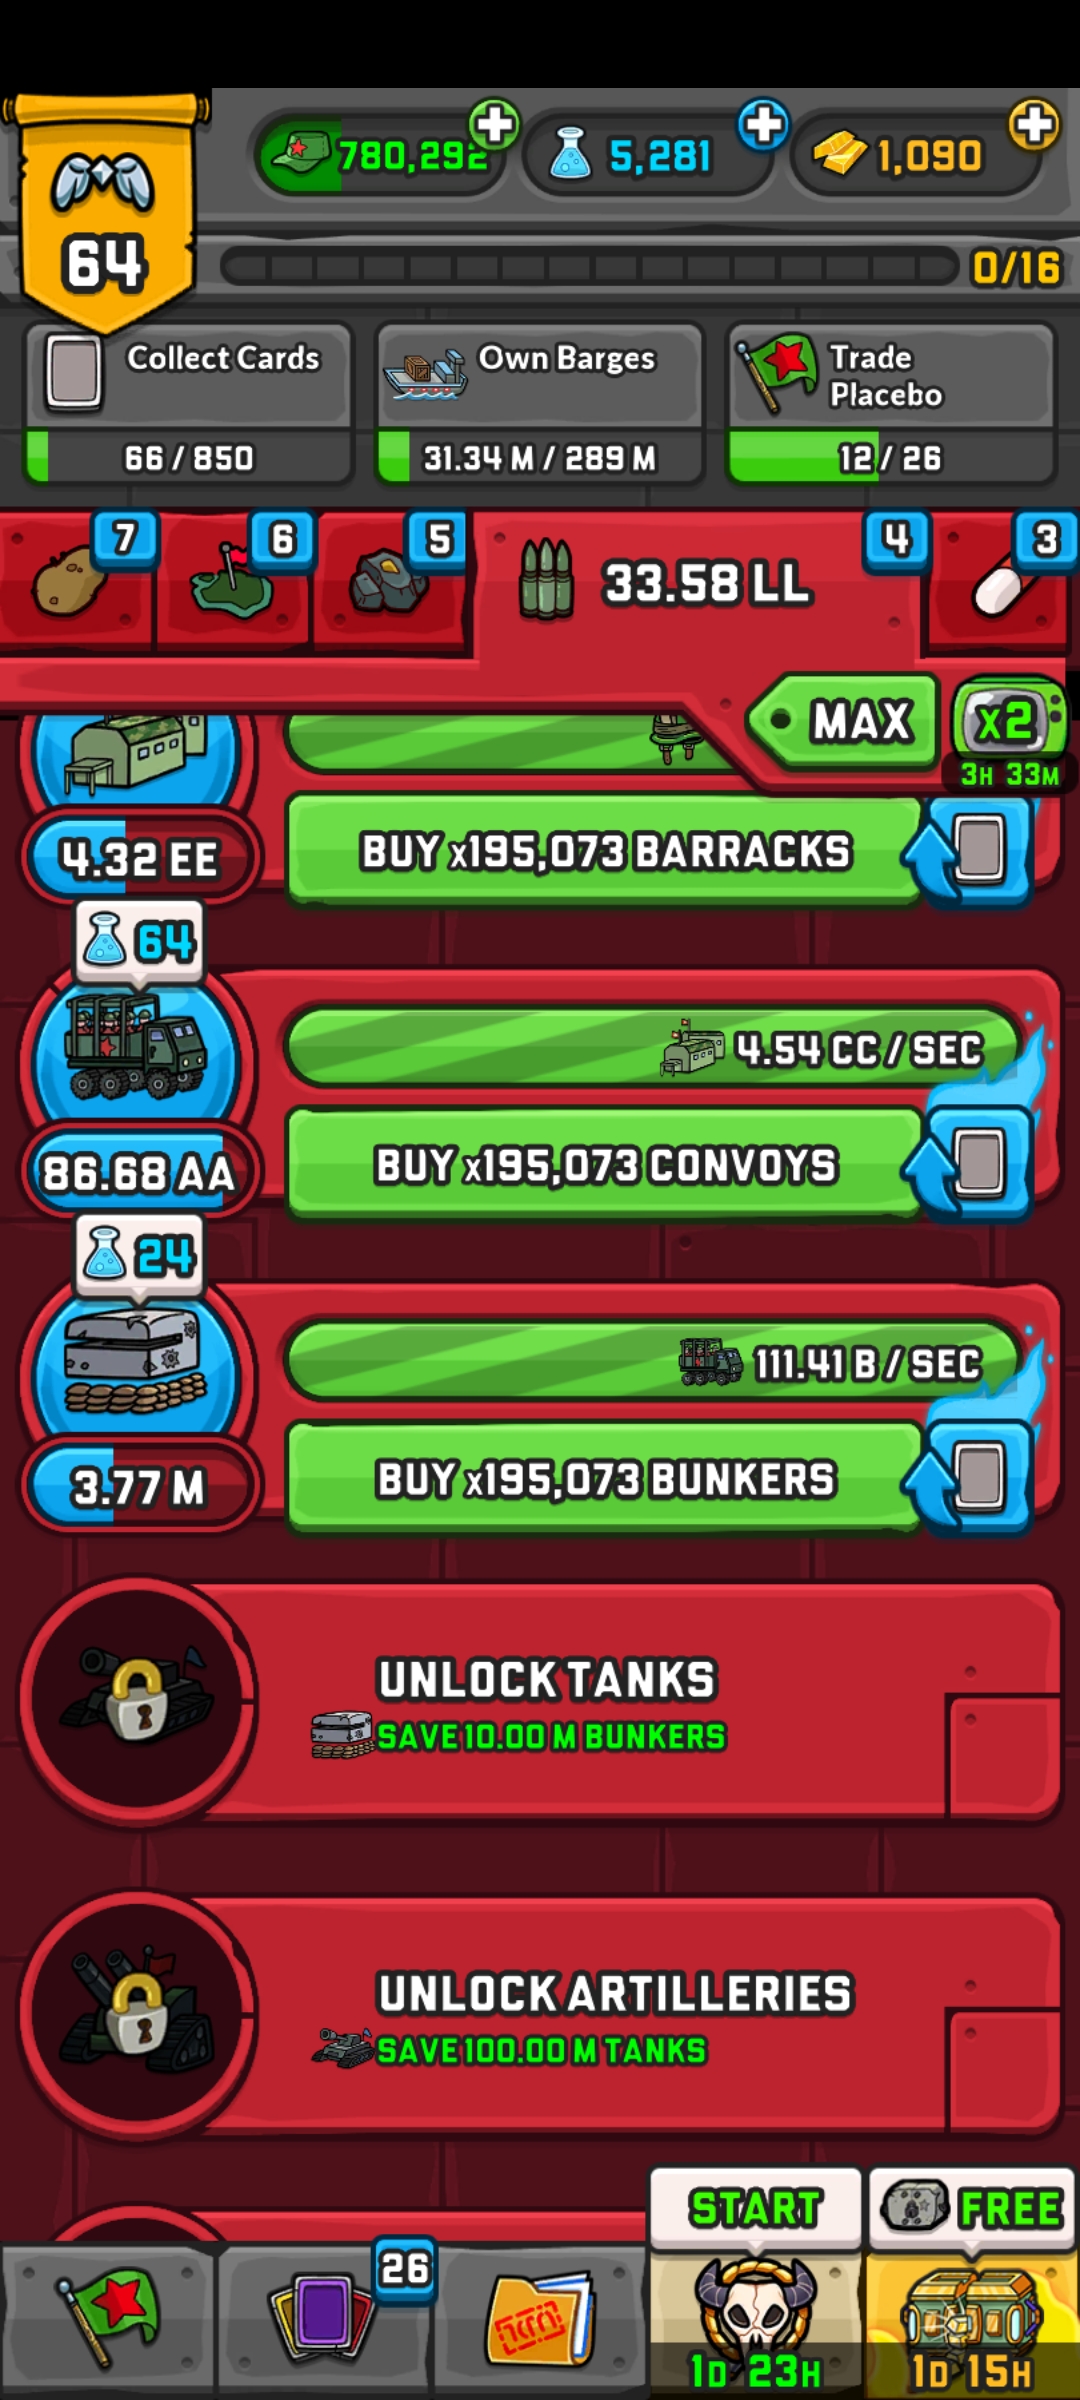 780,292
5,281
1,090
64
0/16
Collect Cards
66 / 850
Own Barges
31.34 M / 289 M
Trade
Placebo
12 / 26
7
6
5
33.58 LL
4
3
MAX
X2
3H 33M
4.32 EE
BUY x195,073 BARRACKS
64
4.54 CC / SEC
86.68 AA
BUY x195,073 CONVOYS
24
111.41 B / SEC
3.77 M
BUY x195,073 BUNKERS
UNLOCK TANKS
SAVE 10.00 M BUNKERS
UNLOCK ARTILLERIES
SAVE 100.00 M TANKS
START
FREE
26
1D 23H
1D 15H